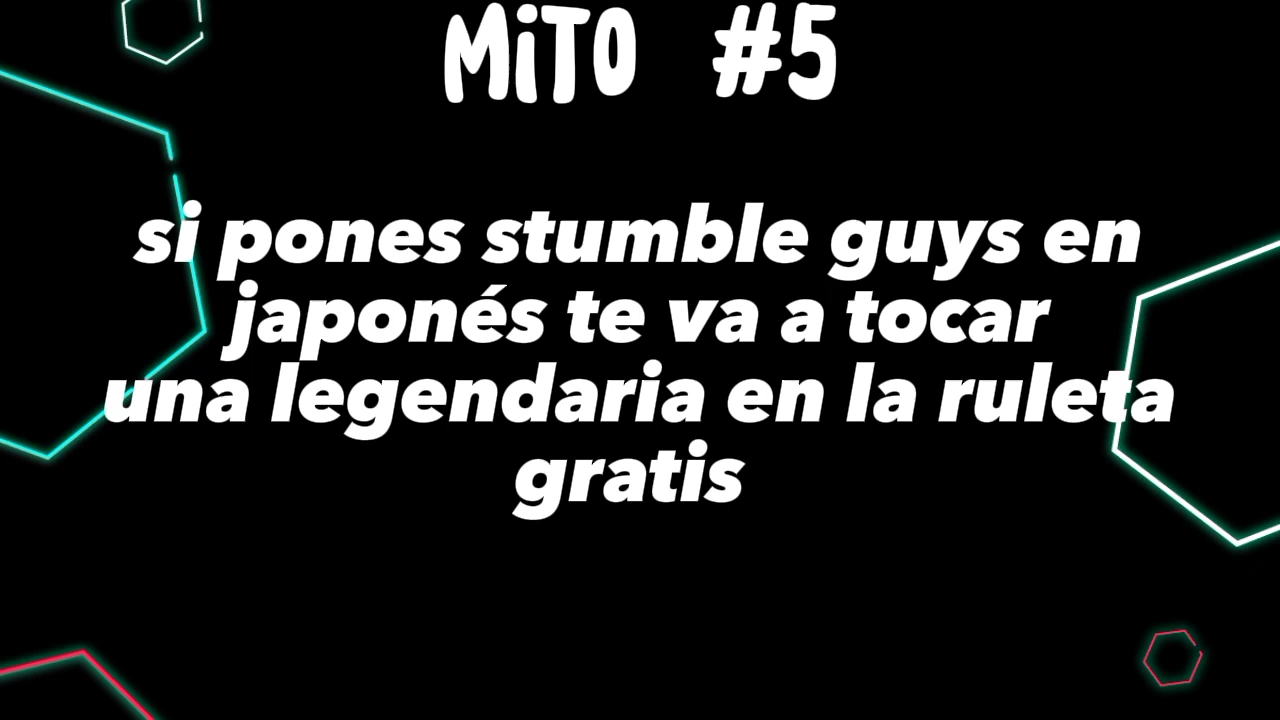 MiTO #5
si pones stumble guys en
japonés te va a tocar
una legendaria en la ruleta
gratis